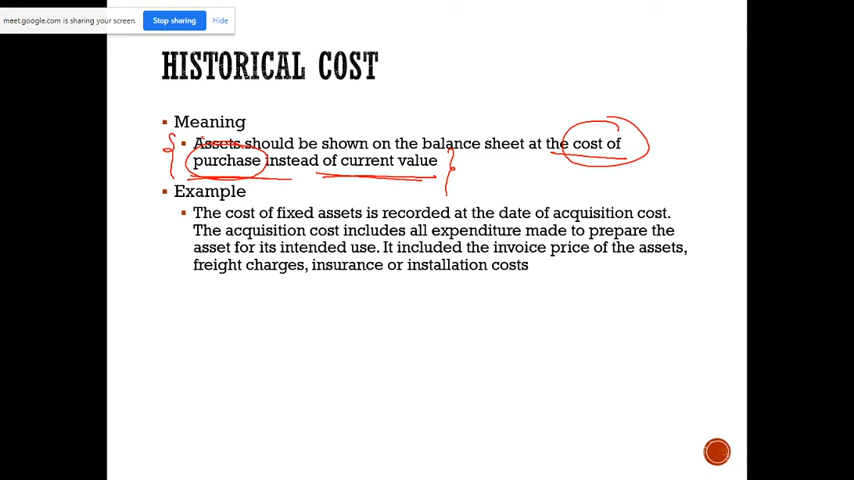 meet.google.com is sharing your screen.
Stop sharing
Hide
HISTORICAL COST
Meaning
Assets should be shown on the balance sheet at the cost of
purchase instead of current value
Example
The cost of fixed assets is recorded at the date of acquisition cost.
The acquisition cost includes all expenditure made to prepare the
asset for its intended use. It included the invoice price of the assets,
freight charges, insurance or installation costs